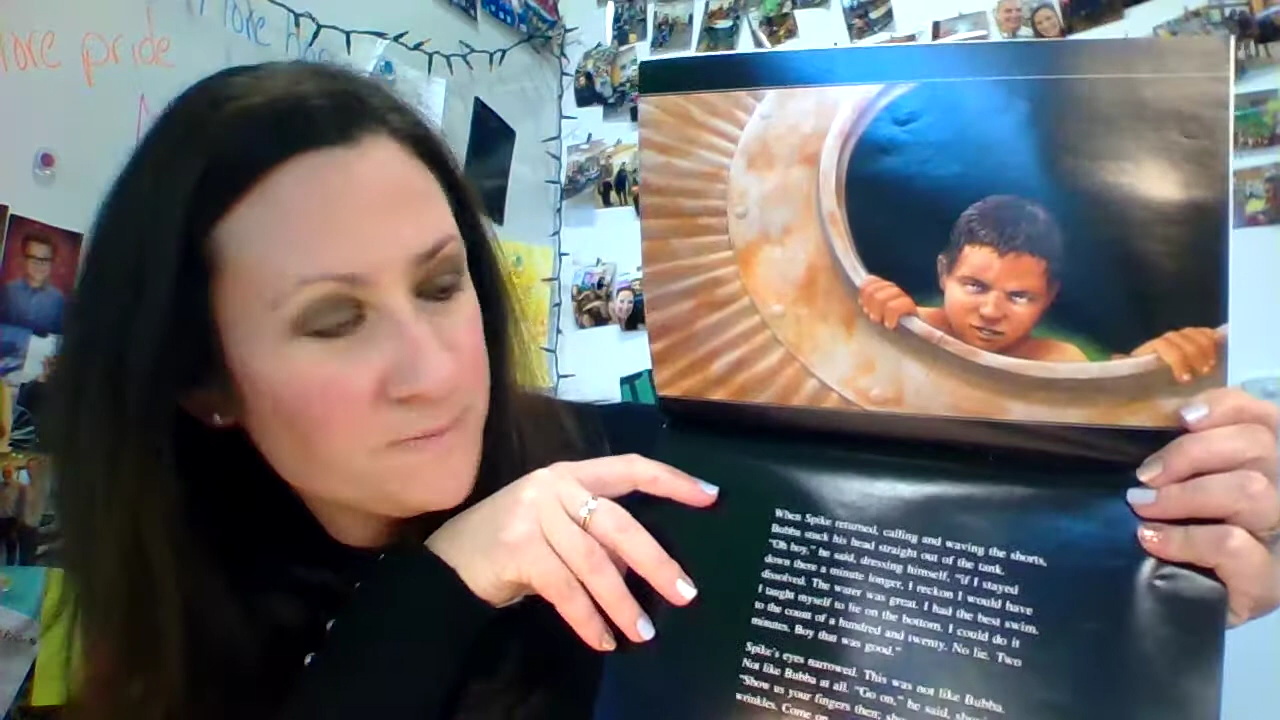 More pride
More
When Spike returned, calling and waving the shorts,
Bubba stuck his head straight out of the tank.
"Oh boy," he said, dressing himself, "if I stayed
down there a minute longer, I reckon I would have
dissolved. The water was great. I had the best swim.
I taught myself to lie on the bottom. I could do it
to the count of a hundred and twenty. No lie. Two
minutes. Boy that was good."
Spike's eyes narrowed. This was not like Bubba.
Not like Bubba at all. "Go on," he said,
"Show us your fingers then;
wrinkles. Come on